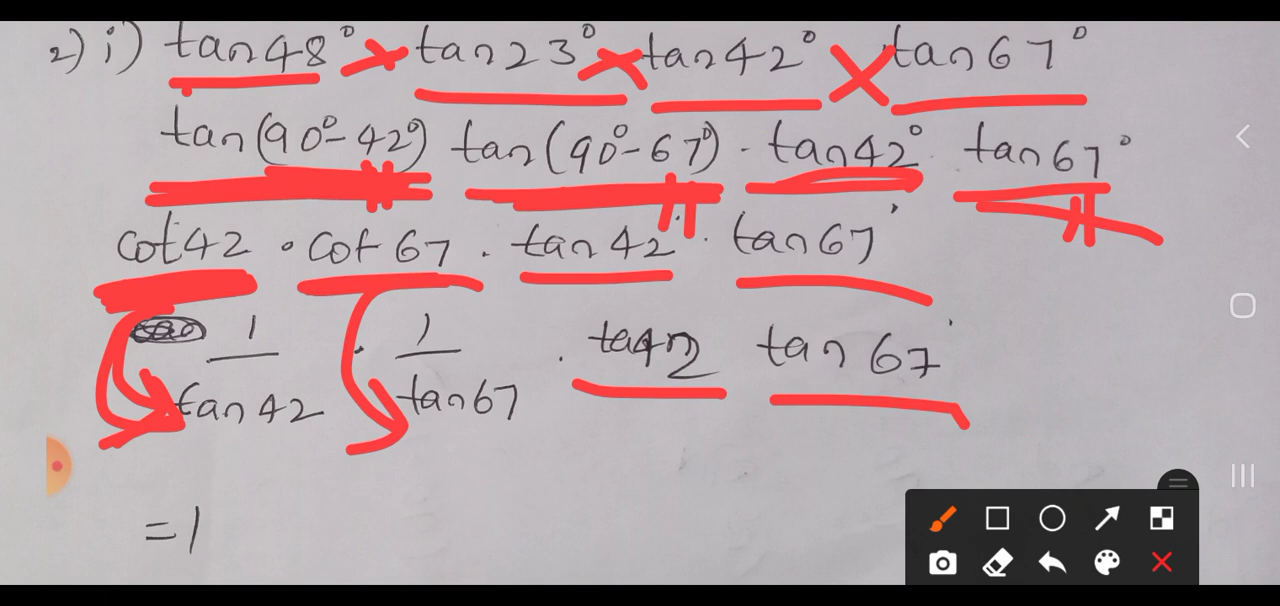 2) i) tan48° × tan23° × tan42° × tan67°
tan(90°-42°) tan(90°-67°) · tan42° tan67°
cot42 · cot67 · tan42 · tan67
1/tan42 · 1/tan67 · ta42 tan67
=1